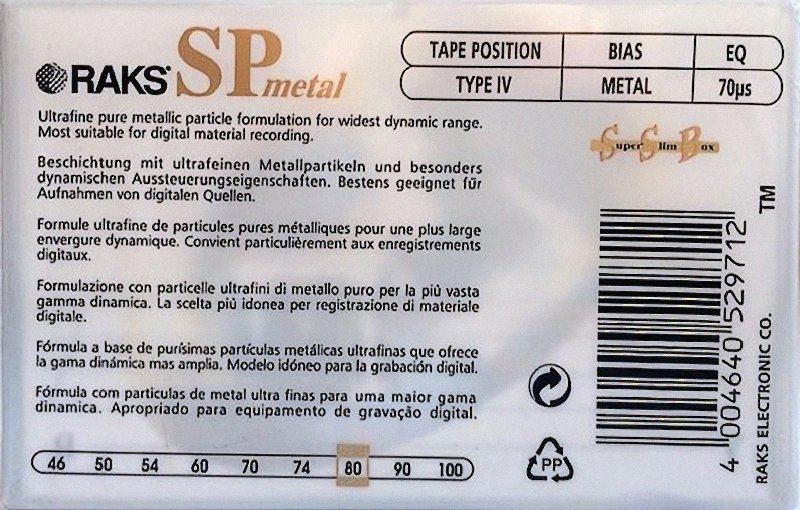 RAKS SP metal
TAPE POSITION BIAS EQ
TYPE IV METAL 70µs
Ultrafine pure metallic particle formulation for widest dynamic range.
Most suitable for digital material recording.
Super Slim Box
Beschichtung mit ultrafeinen Metallpartikeln und besonders
dynamischen Aussteuerungseigenschaften. Bestens geeignet für
Aufnahmen von digitalen Quellen.
Formule ultrafine de particules pures métalliques pour une plus large
envergure dynamique. Convient particulièrement aux enregistrements
digitaux.
Formulazione con particelle ultrafini di metallo puro per la più vasta
gamma dinamica. La scelta più idonea per registrazione di materiale
digitale.
Fórmula a base de purísimas partículas metálicas ultrafinas que ofrece
la gama dinámica mas amplia. Modelo idóneo para la grabación digital.
Fórmula com particulas de metal ultra finas para uma maior gama
dinamica. Apropriado para equipamento de gravação digital.
46 50 54 60 70 74 80 90 100
PP
4 004640 529712
RAKS ELECTRONIC CO. TM